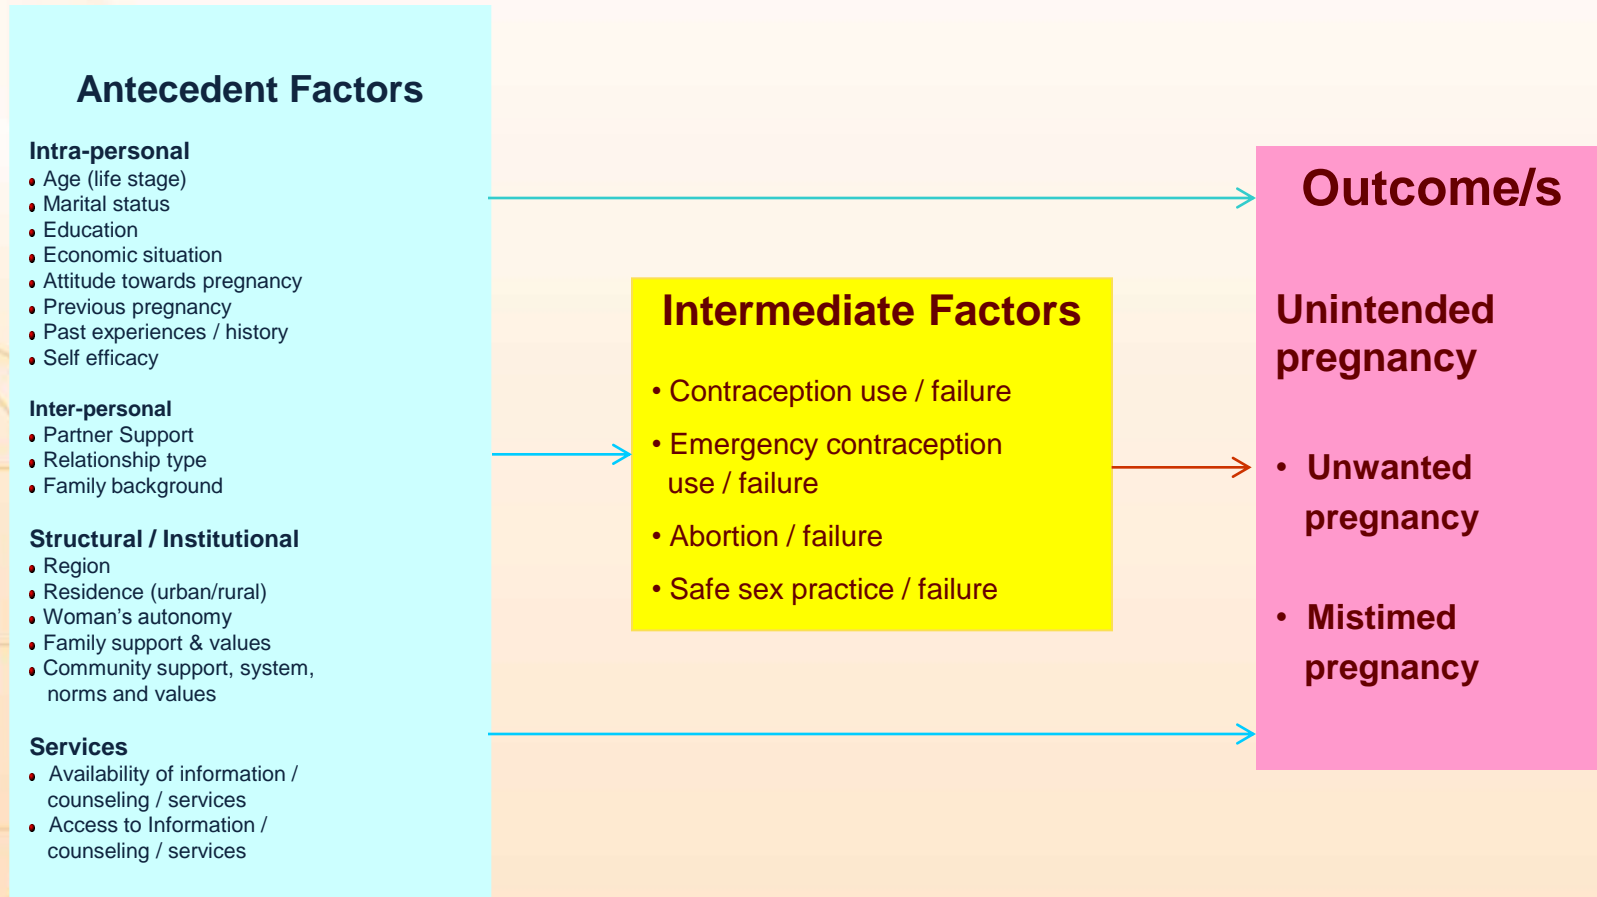 Antecedent Factors
Intra-personal
• Age (life stage)
• Marital status
• Education
• Economic situation
• Attitude towards pregnancy
• Previous pregnancy
• Past experiences / history
• Self efficacy
Inter-personal
• Partner Support
• Relationship type
• Family background
Structural / Institutional
• Region
• Residence (urban/rural)
• Woman’s autonomy
• Family support & values
• Community support, system,
norms and values
Services
• Availability of information /
counseling / services
• Access to Information /
counseling / services
Intermediate Factors
• Contraception use / failure
• Emergency contraception
use / failure
• Abortion / failure
• Safe sex practice / failure
Outcome/s
Unintended
pregnancy
• Unwanted
pregnancy
• Mistimed
pregnancy